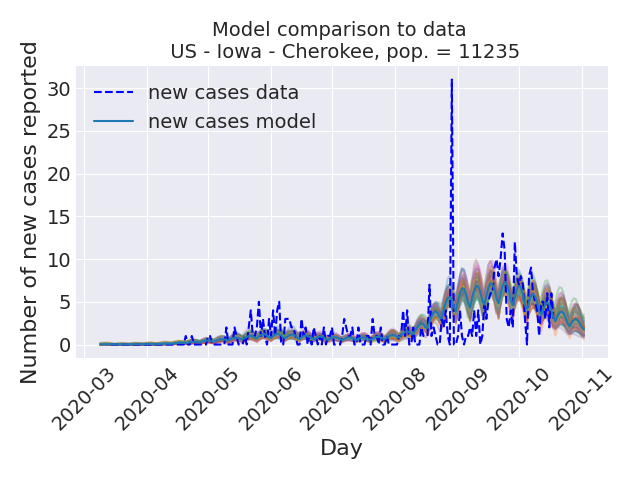 Model comparison to data
US - Iowa - Cherokee, pop. = 11235
Number of new cases reported
30
25
20
15
10
5
0
new cases data
new cases model
2020-03
2020-04
2020-05
2020-06
2020-07
2020-08
2020-09
2020-10
2020-11
Day